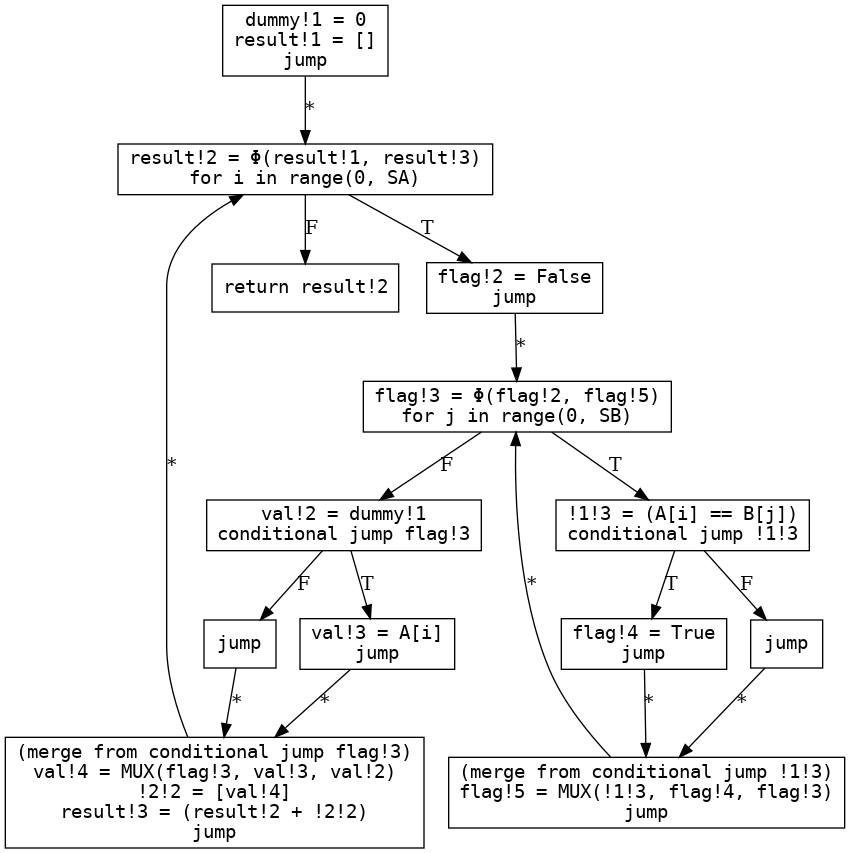 dummy!1 = 0
result!1 = []
jump
*
result!2 = Φ(result!1, result!3)
for i in range(0, SA)
F
T
return result!2
flag!2 = False
jump
*
flag!3 = Φ(flag!2, flag!5)
for j in range(0, SB)
*
F
T
val!2 = dummy!1
conditional jump flag!3
!1!3 = (A[i] == B[j])
conditional jump !1!3
F
T
*
T
F
jump
val!3 = A[i]
jump
flag!4 = True
jump
jump
*
*
*
*
(merge from conditional jump flag!3)
val!4 = MUX(flag!3, val!3, val!2)
!2!2 = [val!4]
result!3 = (result!2 + !2!2)
jump
(merge from conditional jump !1!3)
flag!5 = MUX(!1!3, flag!4, flag!3)
jump